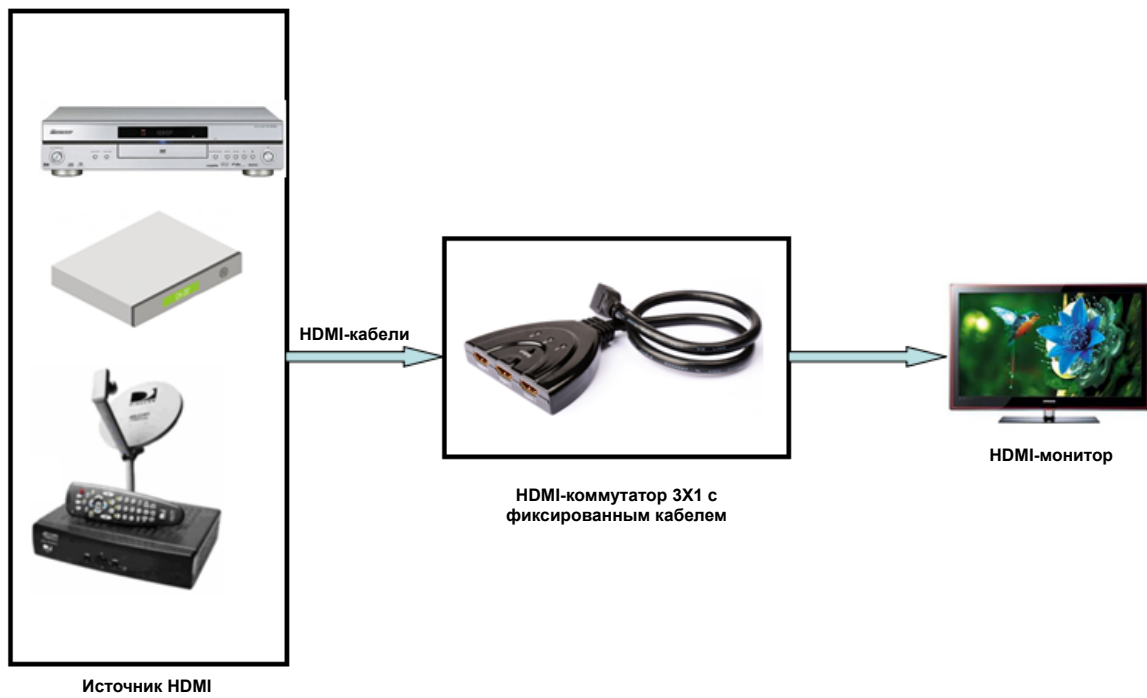 HDMI-кабели
HDMI-коммутатор 3X1 с
фиксированным кабелем
HDMI-монитор
Источник HDMI